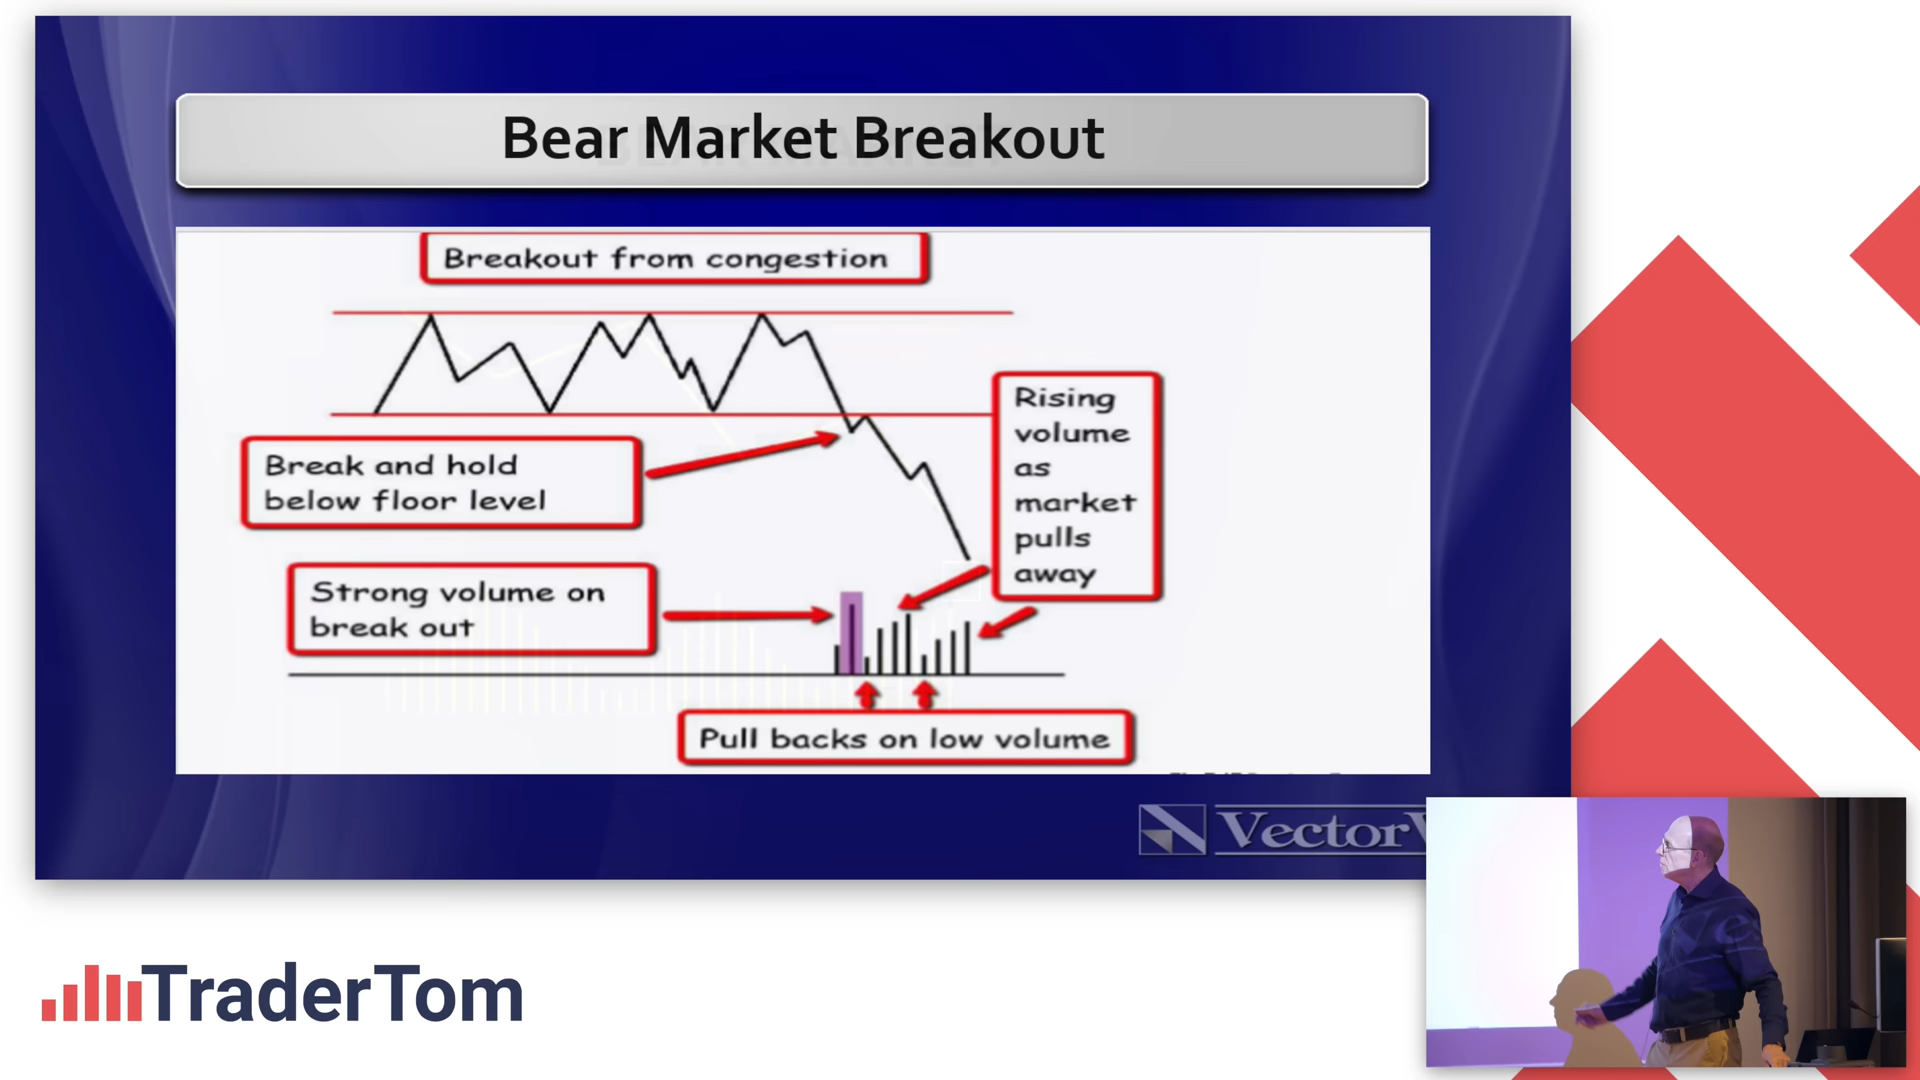 Bear Market Breakout
Breakout from congestion
Rising
volume
as
market
pulls
away
Break and hold
below floor level
Strong volume on
break out
Pull backs on low volume
Vector
TraderTom